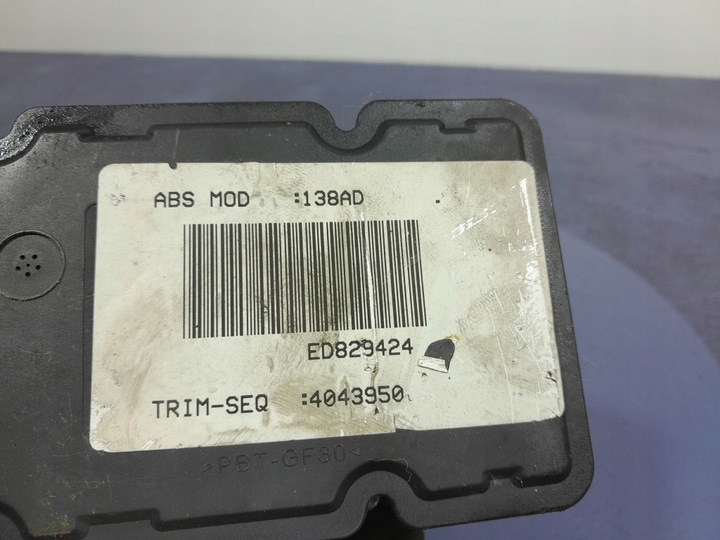 ABS MOD :138AD
ED829424
TRIM-SEQ :4043950
>PBT-GF30<